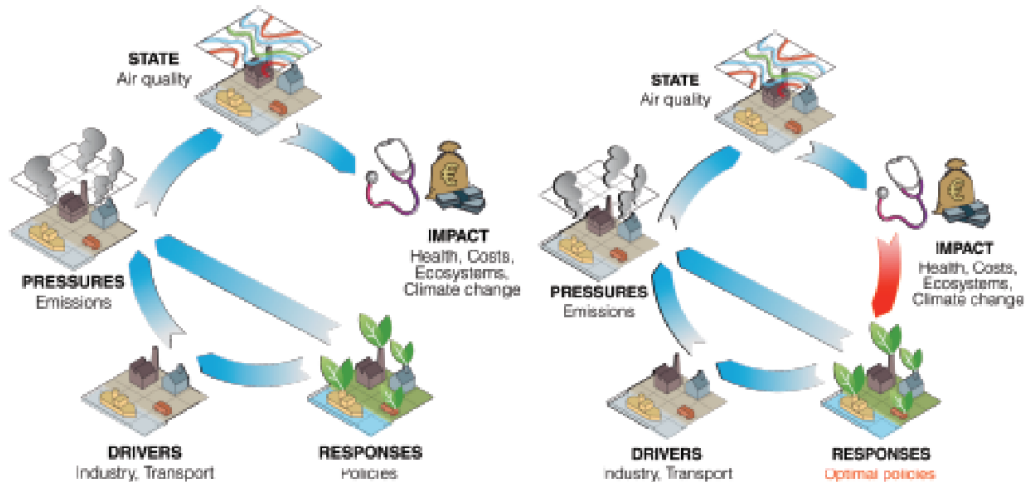 STATE
Air quality
€
IMPACT
Health, Costs,
Ecosystems,
Climate change
PRESSURES
Emissions
DRIVERS
Industry, Transport
RESPONSES
Policies
STATE
Air quality
€
IMPACT
Health, Costs,
Ecosystems,
Climate change
PRESSURES
Emissions
DRIVERS
Industry, Transport
RESPONSES
Optimal policies